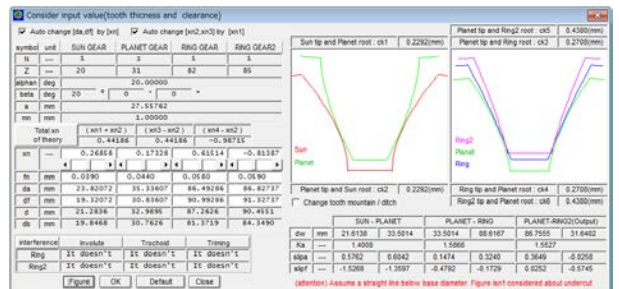 Consider input value(tooth thicness and clearance)
Auto change [da,df] by [xn] Auto change [xn2,xn3] by [xn1]
symbol unit SUN GEAR PLANET GEAR RING GEAR RING GEAR2
N --- 1 3 1 1
Z --- 20 31 82 85
alphan deg 20.00000
beta deg 20 ° 0 ' 0 "
a mm 27.55762
mn mm 1.00000
Total xn of theory (xn1 + xn2) (xn3 - xn2) (xn4 - xn2)
0.44186 0.44186 -0.98715
xn --- 0.26858 0.17328 0.61514 -0.81387
fn mm 0.0390 0.0440 0.0580 0.0590
da mm 23.82072 35.33607 86.49286 86.82737
df mm 19.32072 30.83607 90.99286 91.32737
d mm 21.2836 32.9895 87.2626 90.4551
db mm 19.8468 30.7626 81.3719 84.3490
interference Involute Trochoid Triming
Ring It doesn't It doesn't It doesn't
Ring2 It doesn't It doesn't It doesn't
Figure OK Default Close
Sun tip and Planet root : ck1 0.2292(mm)
Sun
Planet
Planet tip and Sun root : ck2 0.2292(mm)
Change tooth mountain / ditch
Planet tip and Ring2 root : ck5 0.4380(mm)
Planet tip and Ring root : ck3 0.2708(mm)
Ring2
Planet
Ring
Ring tip and Planet root : ck4 0.2708(mm)
Ring2 tip and Planet root : ck6 0.4380(mm)
SUN - PLANET PLANET - RING PLANET-RING2(Output)
dw mm 21.6138 33.5014 33.5014 88.6167 86.7555 31.6402
Ka --- 1.4008 1.5868 1.5527
slipa --- 0.5762 0.6042 0.1474 0.3240 0.3649 -0.0258
slipf --- -1.5268 -1.3597 -0.4792 -0.1729 0.0252 -0.5745
(attention) Assume a straight line below base diameter. Figure isn't considered about undercut